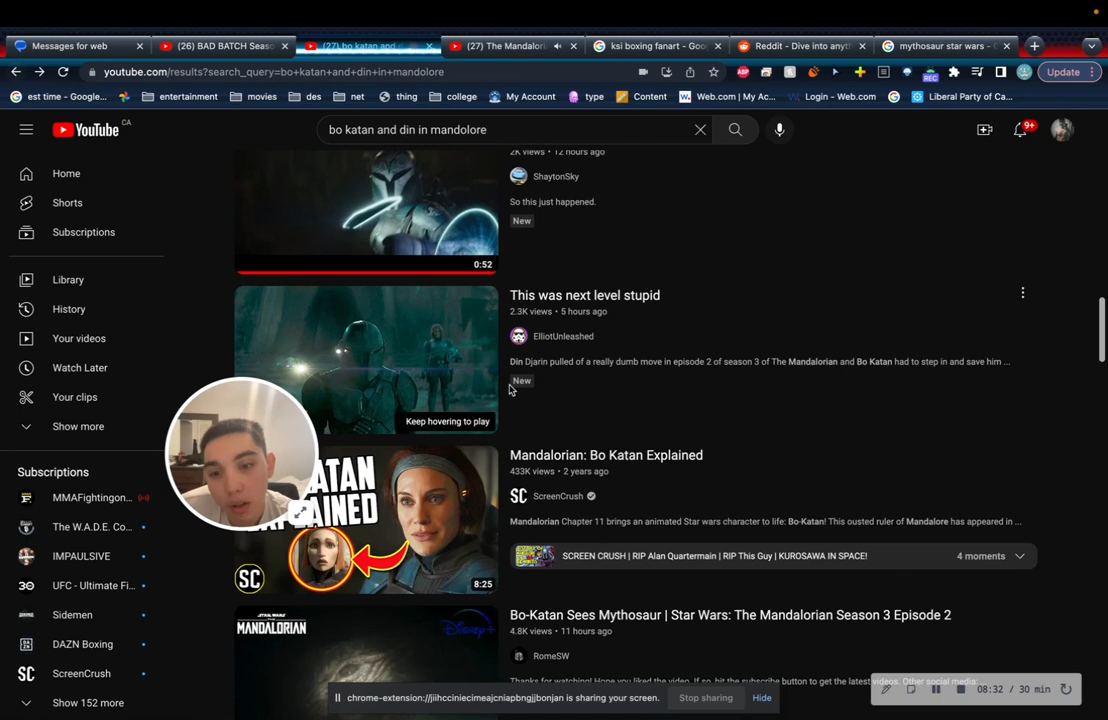 Messages for web
(26) BAD BATCH Seaso
(27) bo katan and di
(27) The Mandalori
ksi boxing fanart - Goo
Reddit - Dive into anyth
mythosaur star wars - G
youtube.com/results?search_query=bo+katan+and+din+in+mandolore
ABP
REC
Update
est time - Google...
entertainment
movies
des
net
thing
college
My Account
type
Content
Web.com | My Ac...
Login - Web.com
Liberal Party of Ca...
YouTube CA
bo katan and din in mandolore
9+
Home
Shorts
Subscriptions
Library
History
Your videos
Watch Later
Your clips
Show more
Subscriptions
MMAFightingon...
The W.A.D.E. Co...
IMPAULSIVE
UFC - Ultimate Fi...
Sidemen
DAZN Boxing
ScreenCrush
Show 152 more
2K views • 12 hours ago
ShaytonSky
So this just happened.
New
0:52
This was next level stupid
2.3K views • 5 hours ago
ElliotUnleashed
Din Djarin pulled of a really dumb move in episode 2 of season 3 of The Mandalorian and Bo Katan had to step in and save him ...
New
Keep hovering to play
KATAN
SC
8:25
Mandalorian: Bo Katan Explained
433K views • 2 years ago
SC ScreenCrush
Mandalorian Chapter 11 brings an animated Star wars character to life: Bo-Katan! This ousted ruler of Mandalore has appeared in ...
SCREEN CRUSH | RIP Alan Quartermain | RIP This Guy | KUROSAWA IN SPACE!
4 moments
STAR WARS
THE MANDALORIAN
Disney+
Bo-Katan Sees Mythosaur | Star Wars: The Mandalorian Season 3 Episode 2
4.8K views • 11 hours ago
RomeSW
Thanks for watching! Hope you liked the video. If so, hit the subscribe button to get the latest videos. Other social media:
chrome-extension://jiihcciniecimeajcniapbngjjbonjan is sharing your screen.
Stop sharing
Hide
08:32 / 30 min